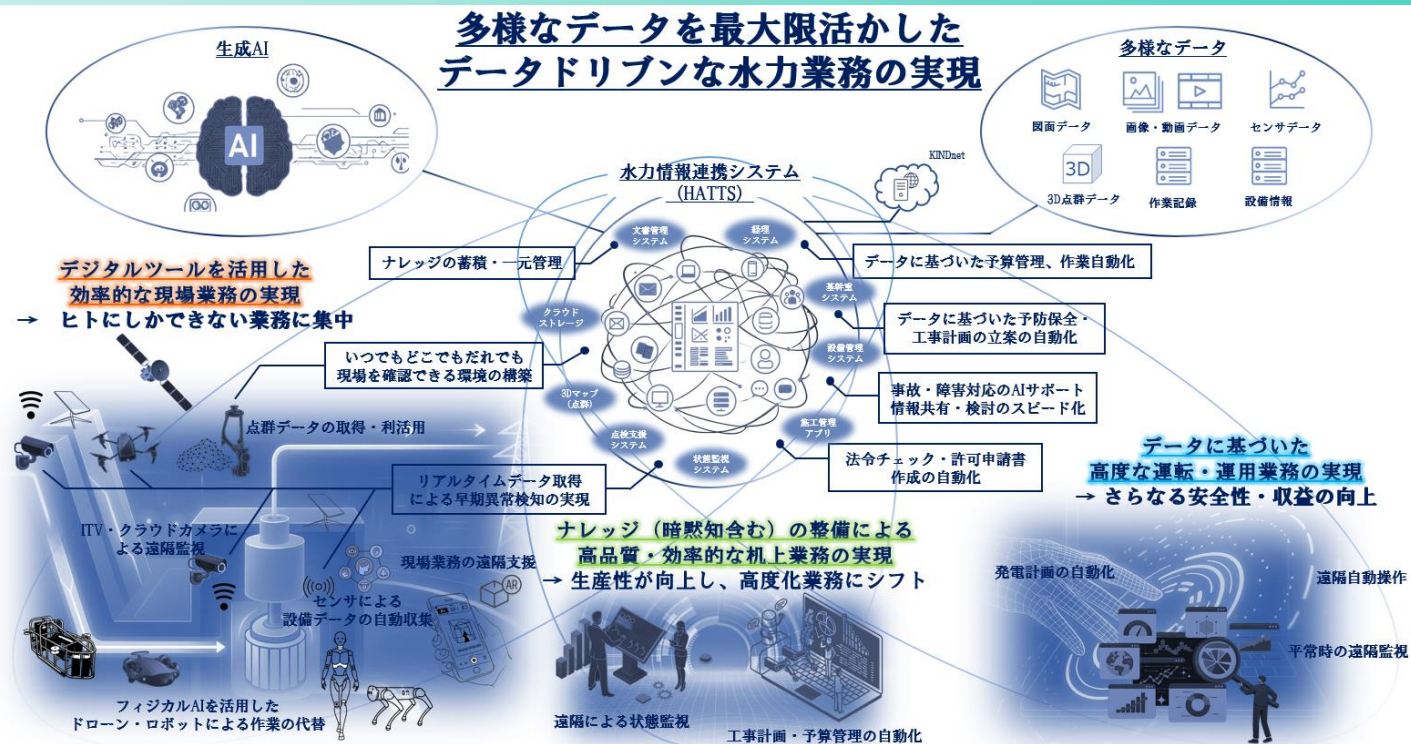 多様なデータを最大限活かした
データドリブンな水力業務の実現
生成AI
AI
多様なデータ
図面データ
画像・動画データ
センサデータ
3D
3D点群データ
作業記録
設備情報
KINDnet
水力情報連携システム
(HATTS)
文書管理
システム
経理
システム
基幹室
システム
設備管理
システム
施工管理
アプリ
状態監視
システム
点検支援
システム
3Dマップ
(点群)
クラウド
ストレージ
ナレッジの蓄積・一元管理
データに基づいた予算管理、作業自動化
データに基づいた予防保全・
工事計画の立案の自動化
事故・障害対応のAIサポート
情報共有・検討のスピード化
法令チェック・許可申請書
作成の自動化
いつでもどこでもだれでも
現場を確認できる環境の構築
リアルタイムデータ取得
による早期異常検知の実現
デジタルツールを活用した
効率的な現場業務の実現
→ ヒトにしかできない業務に集中
点群データの取得・利活用
ITV・クラウドカメラに
よる遠隔監視
現場業務の遠隔支援
AR
センサによる
設備データの自動収集
フィジカルAIを活用した
ドローン・ロボットによる作業の代替
ナレッジ（暗黙知含む）の整備による
高品質・効率的な机上業務の実現
→ 生産性が向上し、高度化業務にシフト
遠隔による状態監視
工事計画・予算管理の自動化
データに基づいた
高度な運転・運用業務の実現
→ さらなる安全性・収益の向上
発電計画の自動化
遠隔自動操作
平常時の遠隔監視